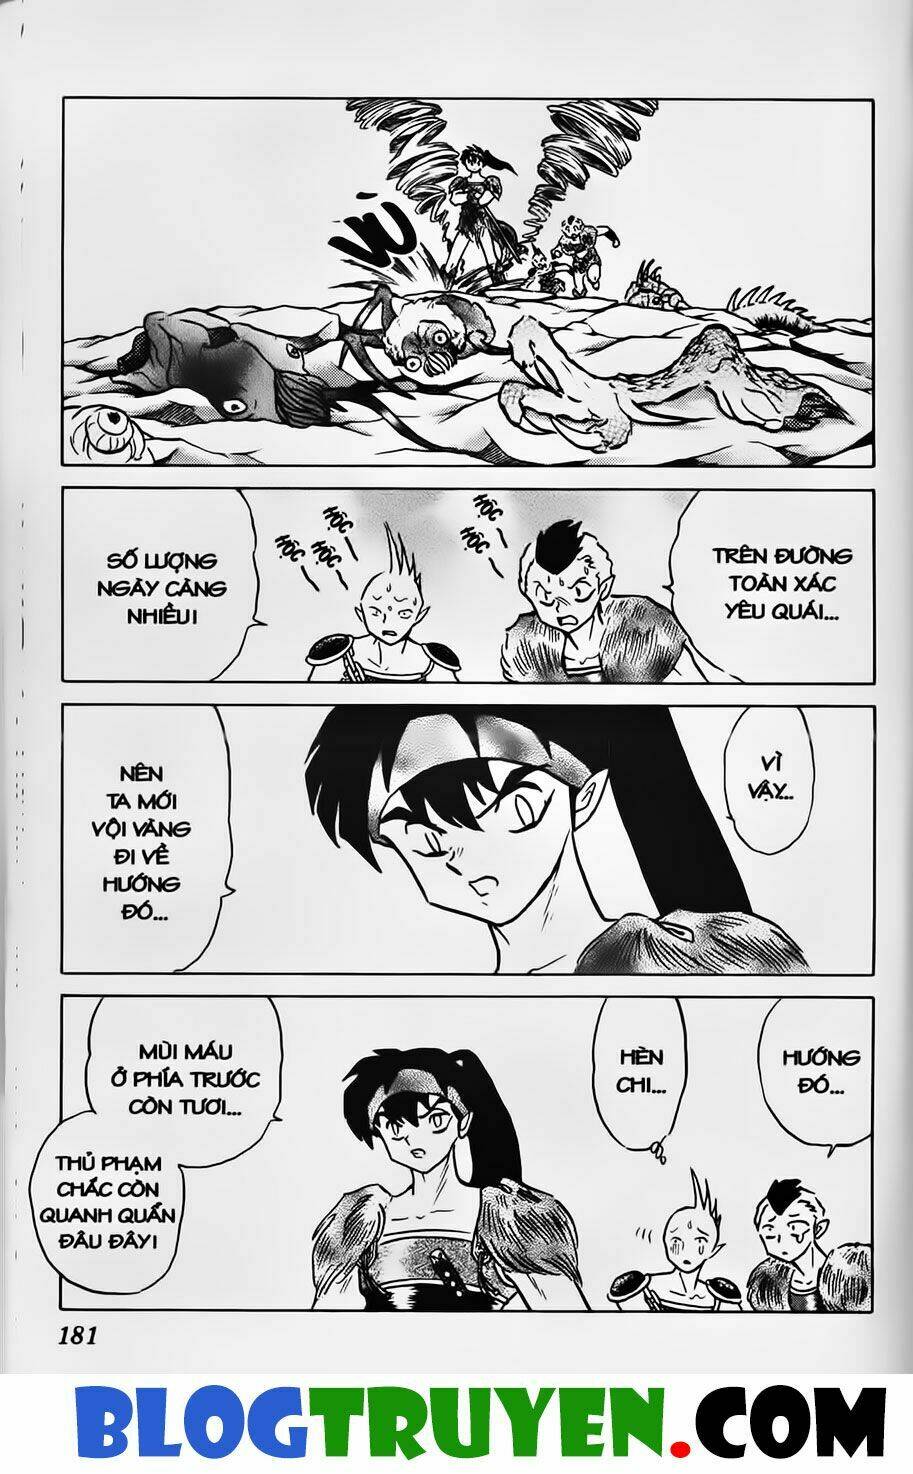 VÙ
TRÊN ĐƯỜNG
TOÀN XÁC
YÊU QUÁI...
HỘC
HỘC
HỘC
HỘC
SỐ LƯỢNG
NGÀY CÀNG
NHIỀU!
VÌ
VẬY...
NÊN
TA MỚI
VỘI VÀNG
ĐI VỀ
HƯỚNG
ĐÓ...
HƯỚNG
ĐÓ...
HÈN
CHI...
MÙI MÁU
Ở PHÍA TRƯỚC
CÒN TƯƠI...
THỦ PHẠM
CHẮC CÒN
QUANH QUẨN
ĐÂU ĐÂY!
181
BLOGTRUYEN.COM